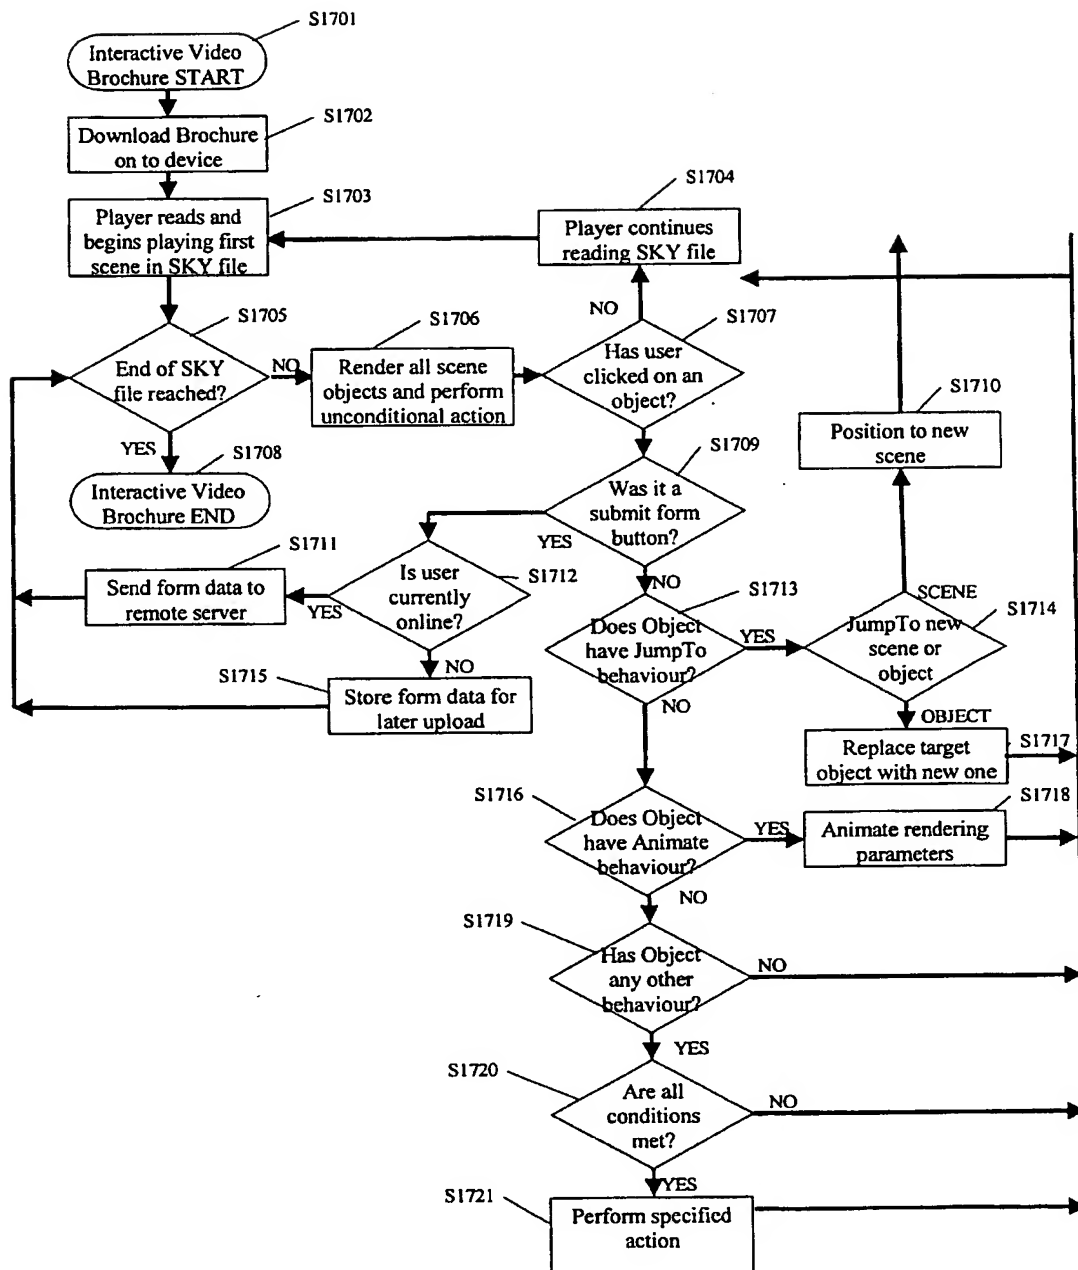 S1701
Interactive Video
Brochure START
S1702
Download Brochure
on to device
S1703
Player reads and
begins playing first
scene in SKY file
S1704
Player continues
reading SKY file
S1705
End of SKY
file reached?
NO
YES
S1706
Render all scene
objects and perform
unconditional action
NO
S1707
Has user
clicked on an
object?
S1708
Interactive Video
Brochure END
S1709
Was it a
submit form
button?
YES
NO
S1710
Position to new
scene
S1711
Send form data to
remote server
S1712
Is user
currently
online?
YES
NO
S1713
Does Object
have JumpTo
behaviour?
YES
NO
SCENE
S1714
JumpTo new
scene or
object
OBJECT
S1715
Store form data for
later upload
S1717
Replace target
object with new one
S1716
Does Object
have Animate
behaviour?
YES
NO
S1718
Animate rendering
parameters
S1719
Has Object
any other
behaviour?
NO
YES
S1720
Are all
conditions
met?
NO
YES
S1721
Perform specified
action